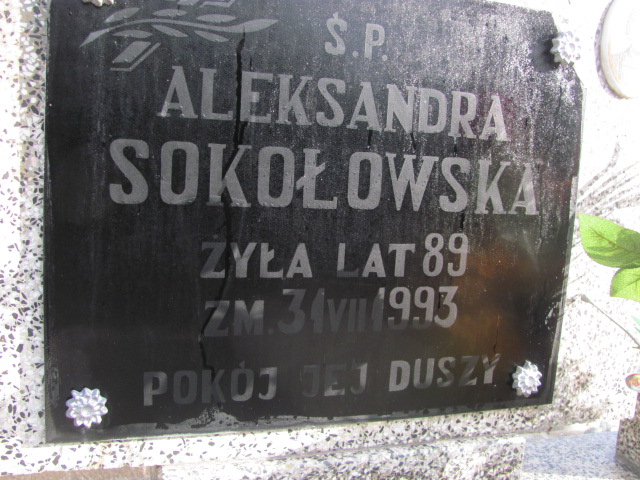 Ś.P.
ALEKSANDRA
SOKOŁOWSKA
ŻYŁA LAT 89
ZM. 31 VII 1993
POKÓJ JEJ DUSZY